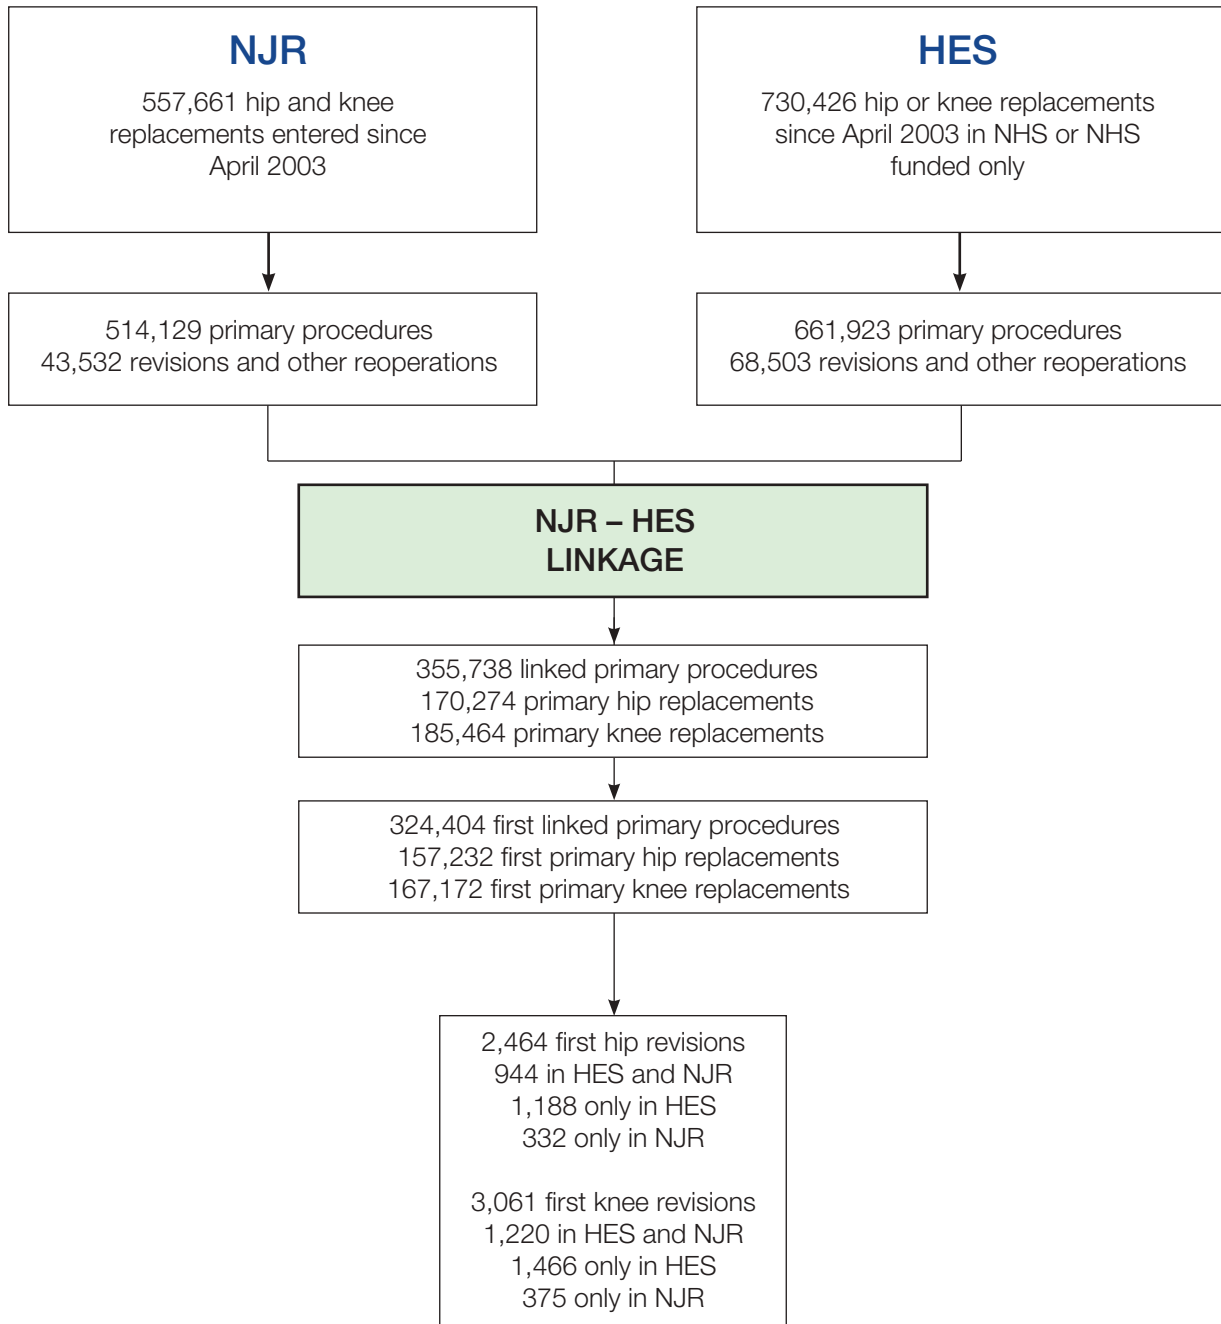 NJR
557,661 hip and knee
replacements entered since
April 2003
HES
730,426 hip or knee replacements
since April 2003 in NHS or NHS
funded only
514,129 primary procedures
43,532 revisions and other reoperations
661,923 primary procedures
68,503 revisions and other reoperations
NJR – HES
LINKAGE
355,738 linked primary procedures
170,274 primary hip replacements
185,464 primary knee replacements
324,404 first linked primary procedures
157,232 first primary hip replacements
167,172 first primary knee replacements
2,464 first hip revisions
944 in HES and NJR
1,188 only in HES
332 only in NJR
3,061 first knee revisions
1,220 in HES and NJR
1,466 only in HES
375 only in NJR